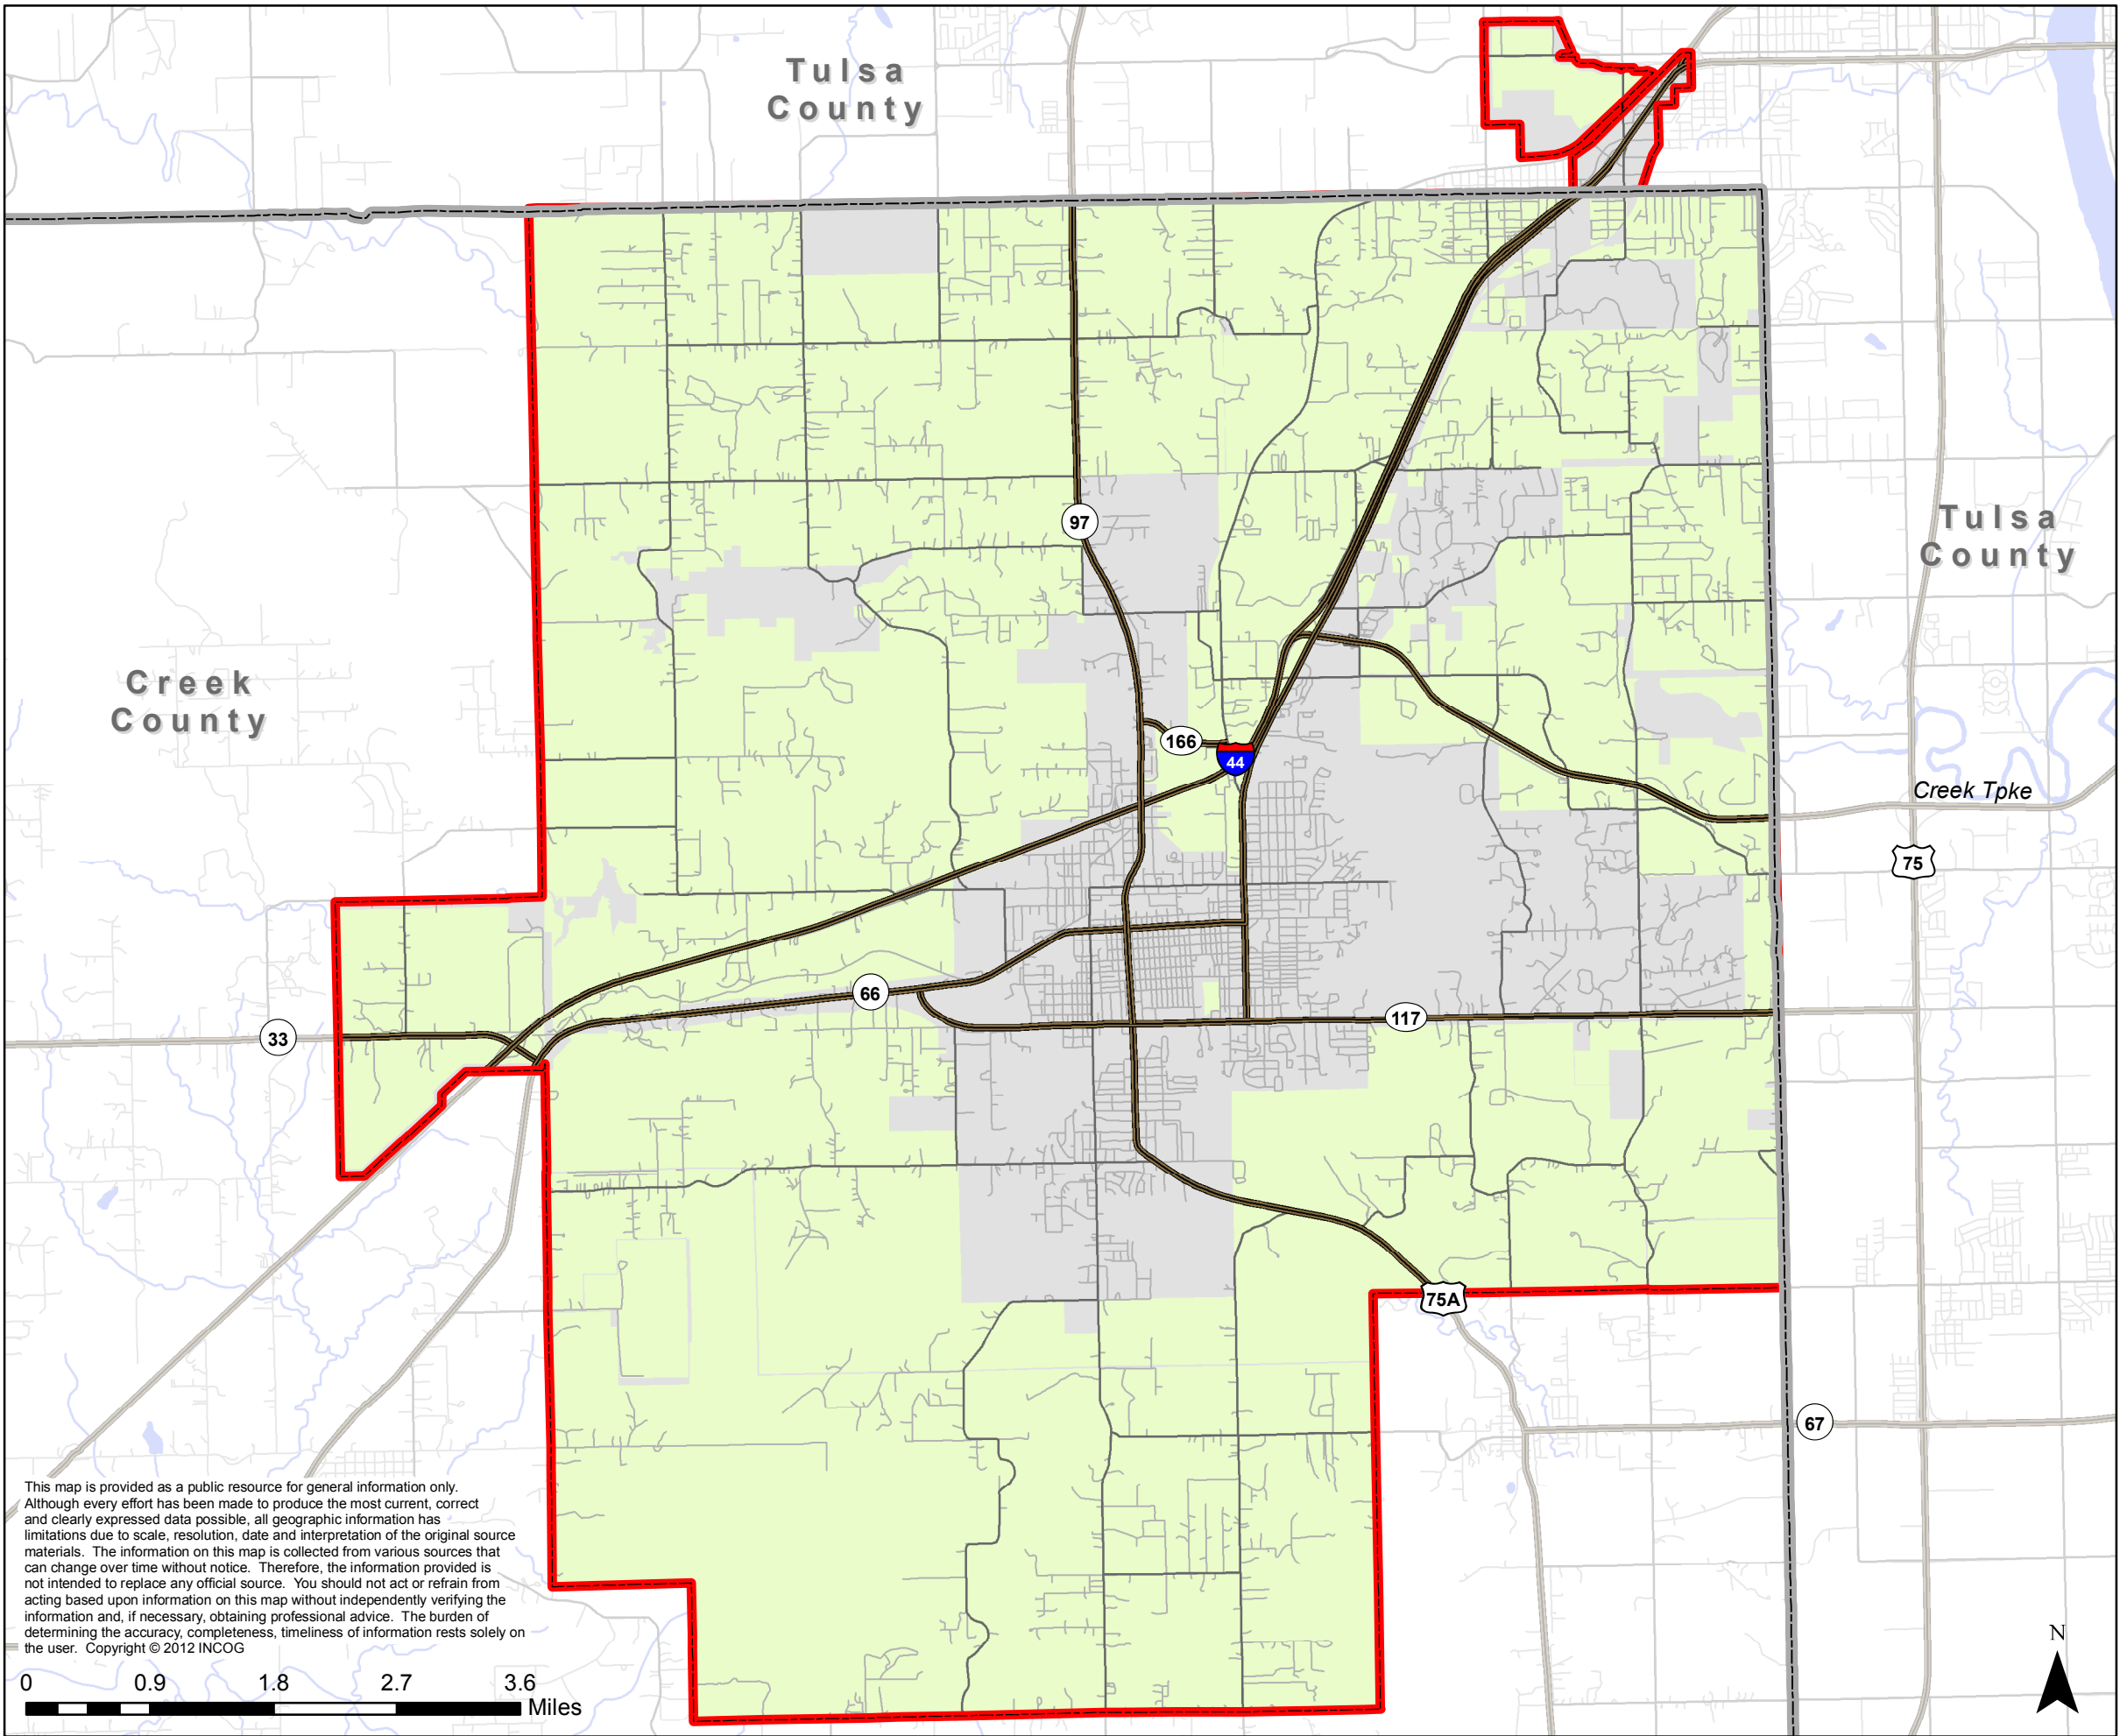 Tulsa
County
97
Tulsa
County
Creek
County
166
44
Creek Tpke
75
66
117
33
75A
67
This map is provided as a public resource for general information only.
Although every effort has been made to produce the most current, correct
and clearly expressed data possible, all geographic information has
limitations due to scale, resolution, date and interpretation of the original source
materials. The information on this map is collected from various sources that
can change over time without notice. Therefore, the information provided is
not intended to replace any official source. You should not act or refrain from
acting based upon information on this map without independently verifying the
information and, if necessary, obtaining professional advice. The burden of
determining the accuracy, completeness, timeliness of information rests solely on
the user. Copyright © 2012 INCOG
N
0 0.9 1.8 2.7 3.6
Miles